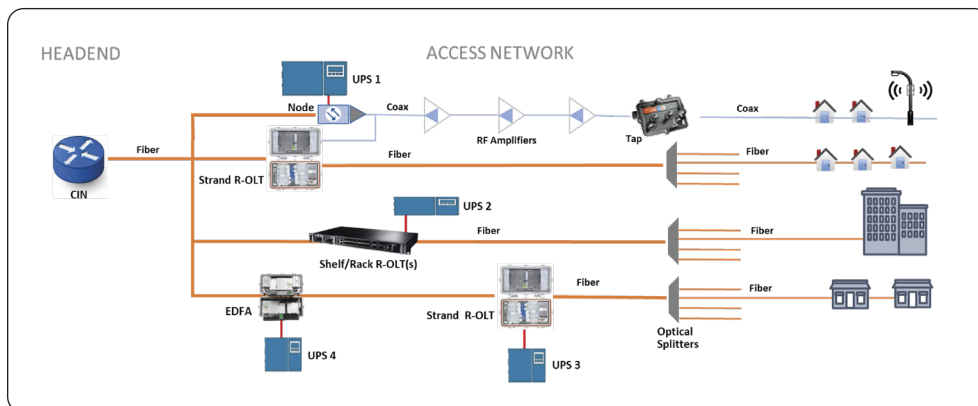 HEADEND
ACCESS NETWORK
UPS 1
Node
Coax
Coax
RF Amplifiers
Tap
Fiber
Fiber
Fiber
CIN
Strand R-OLT
UPS 2
Fiber
Fiber
Shelf/Rack R-OLT(s)
Fiber
Fiber
EDFA
Strand R-OLT
Optical
Splitters
UPS 4
UPS 3